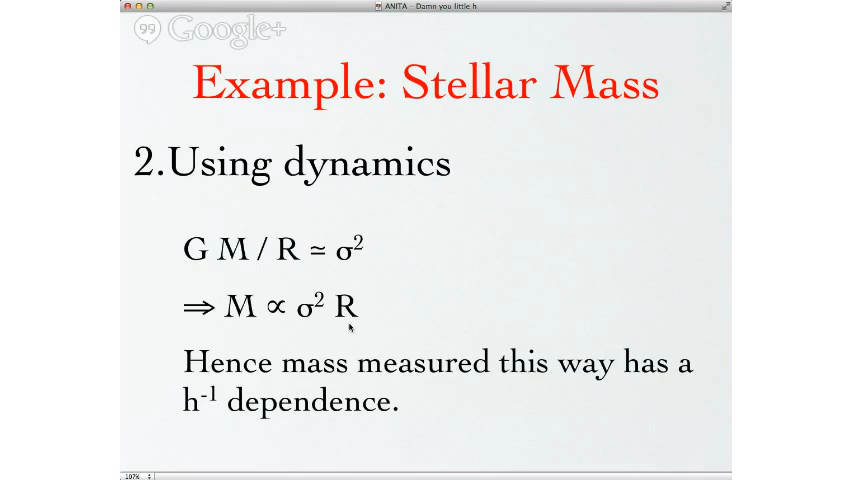 ANITA – Damn you little h
Google+
Example: Stellar Mass
2.Using dynamics
G M / R ≃ σ²
⇒ M ∝ σ² R
Hence mass measured this way has a
h⁻¹ dependence.
107%